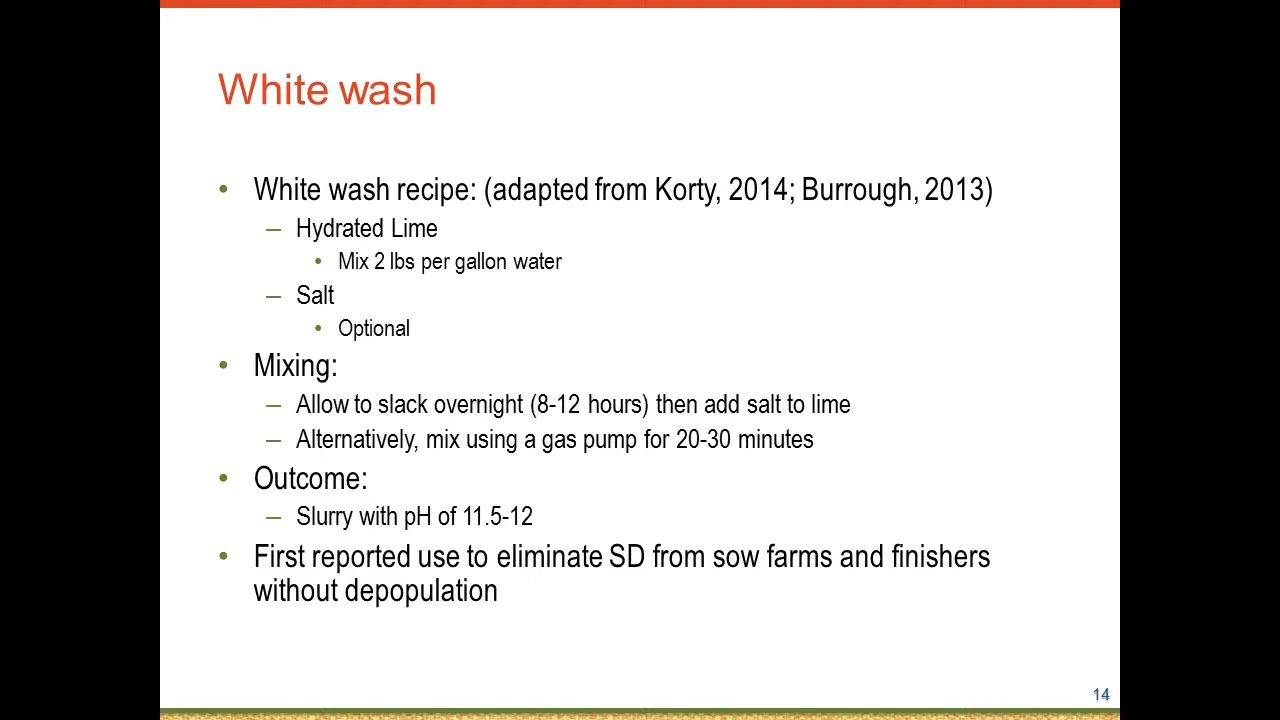 White wash
• White wash recipe: (adapted from Korty, 2014; Burrough, 2013)
– Hydrated Lime
• Mix 2 lbs per gallon water
– Salt
• Optional
• Mixing:
– Allow to slack overnight (8-12 hours) then add salt to lime
– Alternatively, mix using a gas pump for 20-30 minutes
• Outcome:
– Slurry with pH of 11.5-12
• First reported use to eliminate SD from sow farms and finishers
without depopulation
14